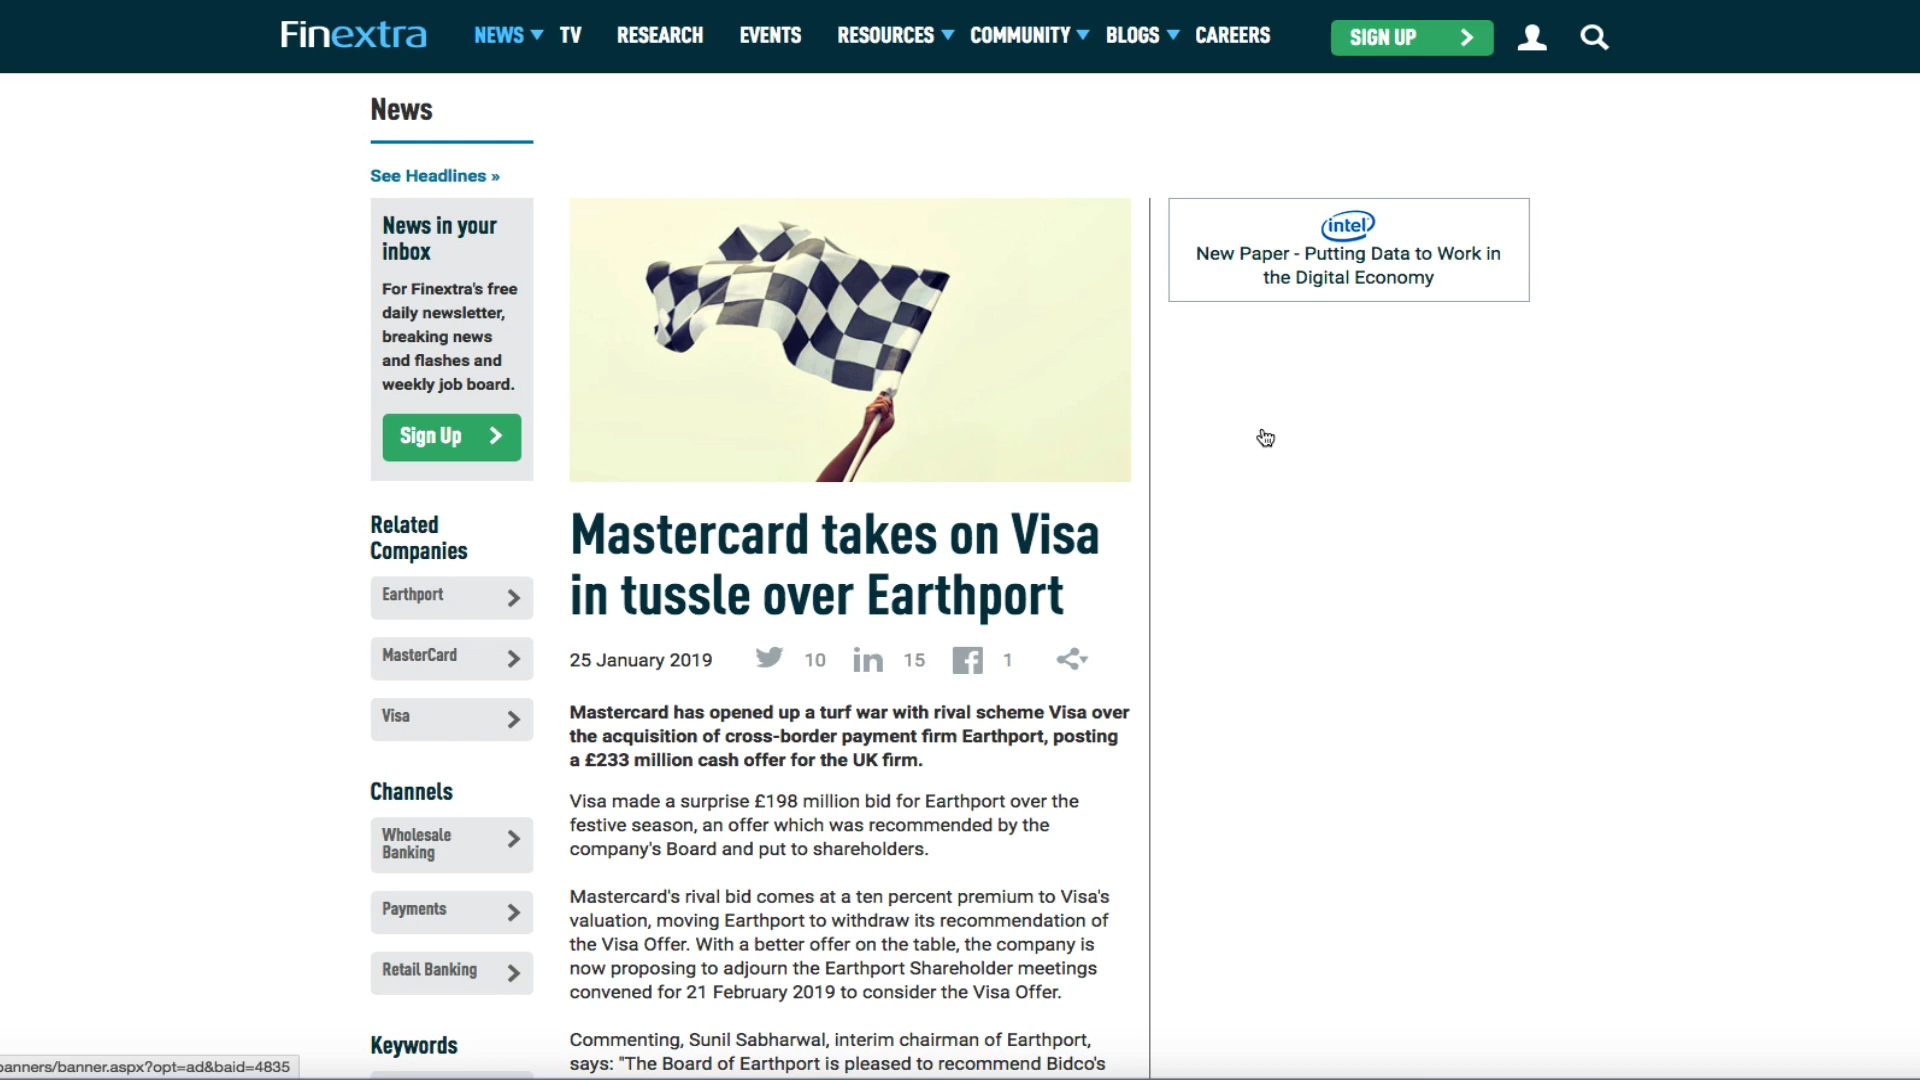 Finextra
NEWS
TV
RESEARCH
EVENTS
RESOURCES
COMMUNITY
BLOGS
CAREERS
SIGN UP
News
See Headlines »
News in your
inbox
For Finextra's free
daily newsletter,
breaking news
and flashes and
weekly job board.
Sign Up
Related
Companies
Earthport
MasterCard
Visa
Channels
Wholesale
Banking
Payments
Retail Banking
Keywords
Mastercard takes on Visa
in tussle over Earthport
25 January 2019
10
in
15
1
Mastercard has opened up a turf war with rival scheme Visa over
the acquisition of cross-border payment firm Earthport, posting
a £233 million cash offer for the UK firm.
Visa made a surprise £198 million bid for Earthport over the
festive season, an offer which was recommended by the
company's Board and put to shareholders.
Mastercard's rival bid comes at a ten percent premium to Visa's
valuation, moving Earthport to withdraw its recommendation of
the Visa Offer. With a better offer on the table, the company is
now proposing to adjourn the Earthport Shareholder meetings
convened for 21 February 2019 to consider the Visa Offer.
Commenting, Sunil Sabharwal, interim chairman of Earthport,
says: "The Board of Earthport is pleased to recommend Bidco's
intel
New Paper - Putting Data to Work in
the Digital Economy
banners/banner.aspx?opt=ad&baid=4835